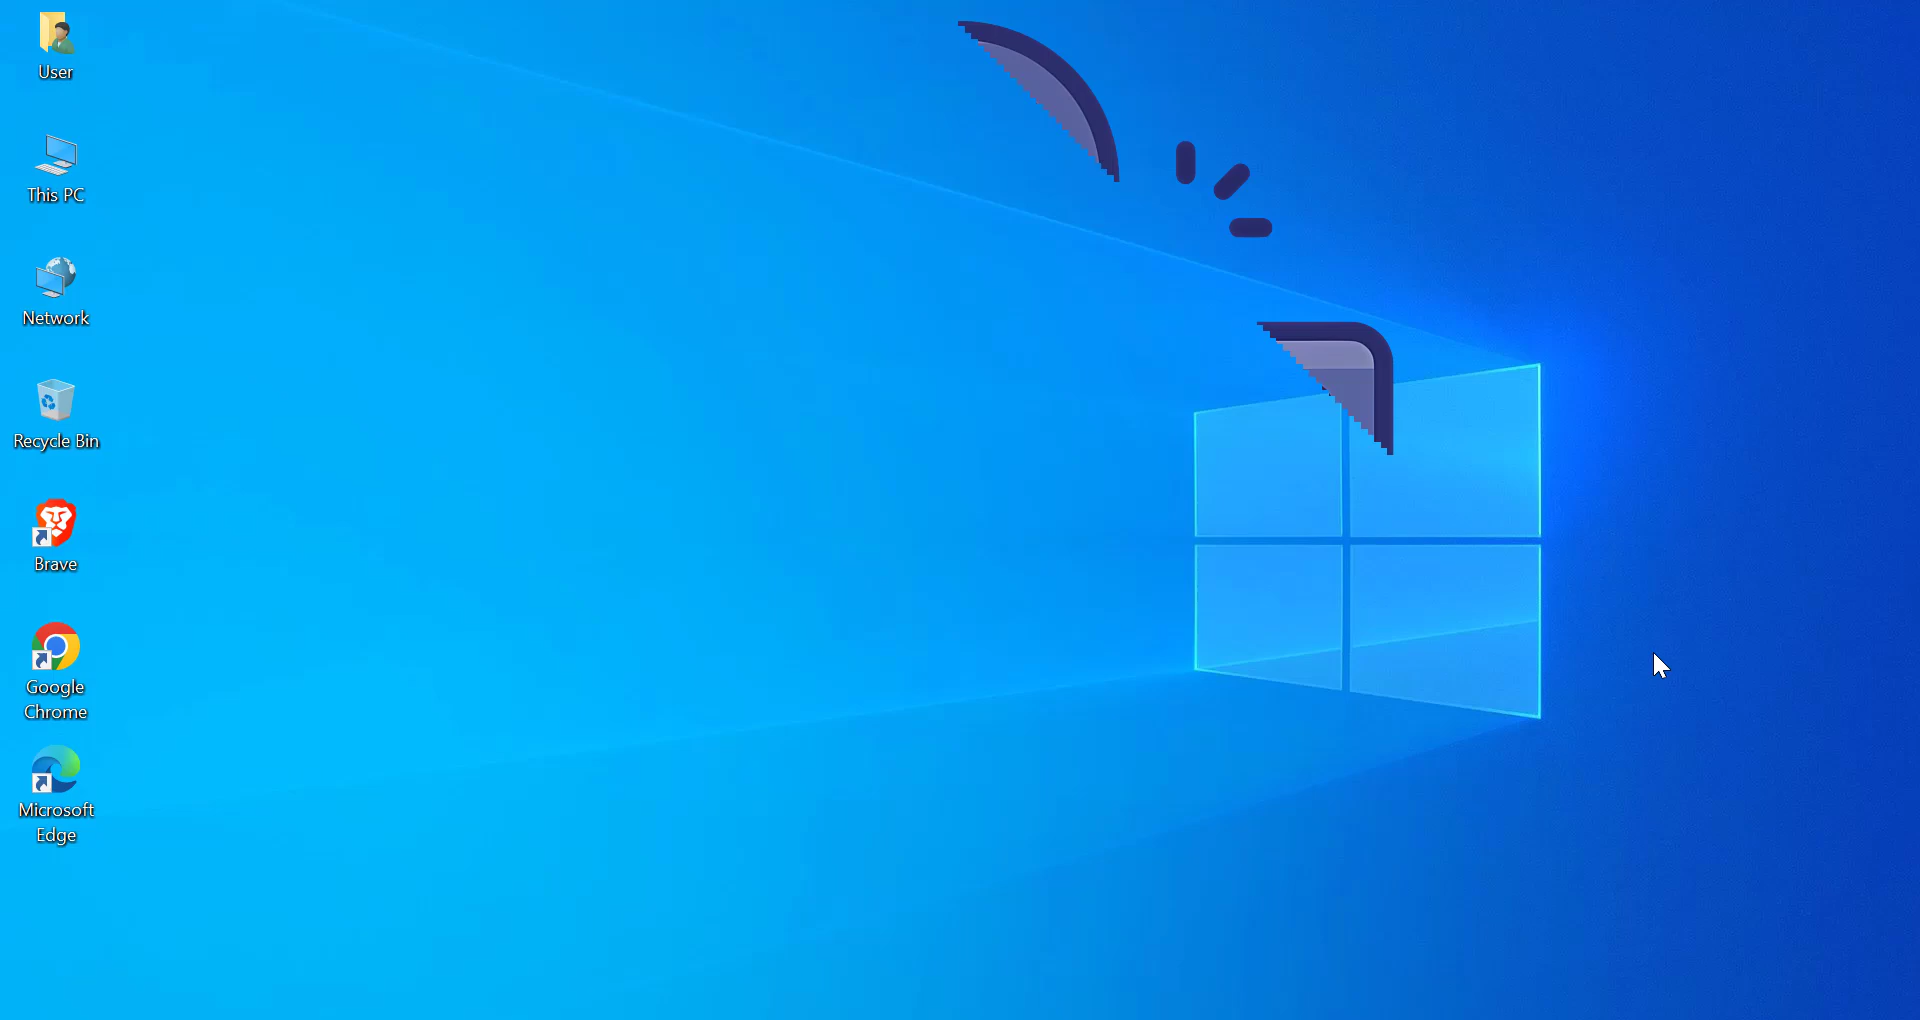 User
This PC
Network
Recycle Bin
Brave
Google
Chrome
Microsoft
Edge